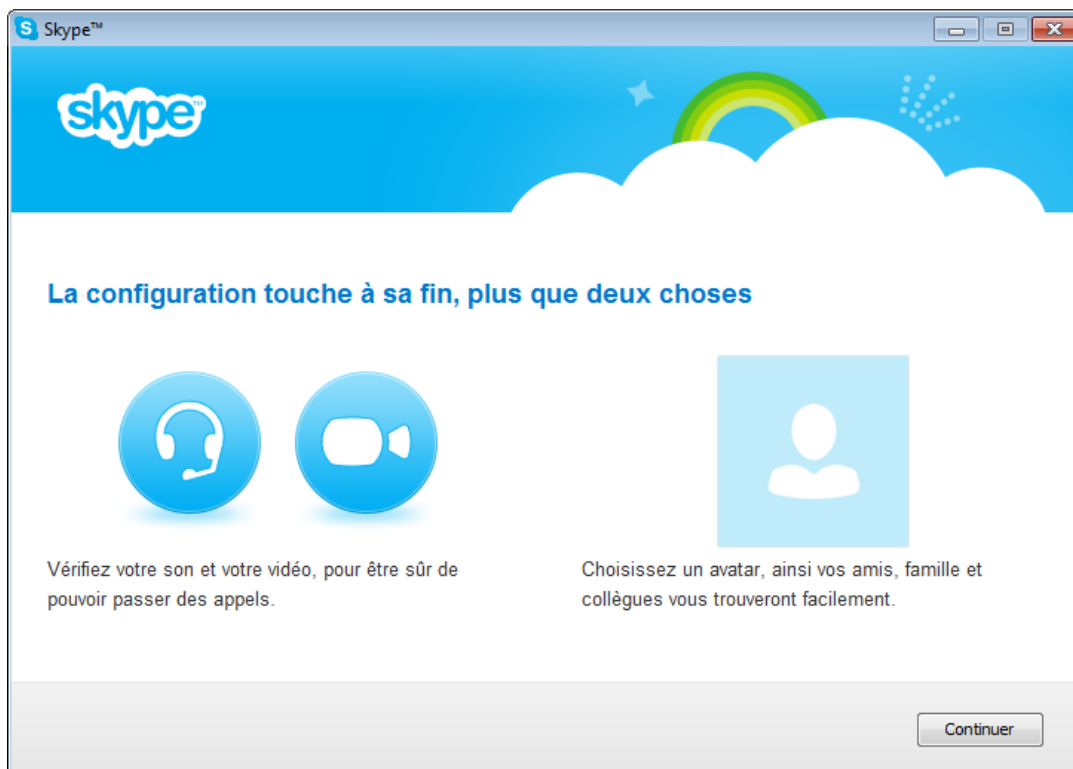 Skype™
skype™
La configuration touche à sa fin, plus que deux choses
Vérifiez votre son et votre vidéo, pour être sûr de
pouvoir passer des appels.
Choisissez un avatar, ainsi vos amis, famille et
collègues vous trouveront facilement.
Continuer